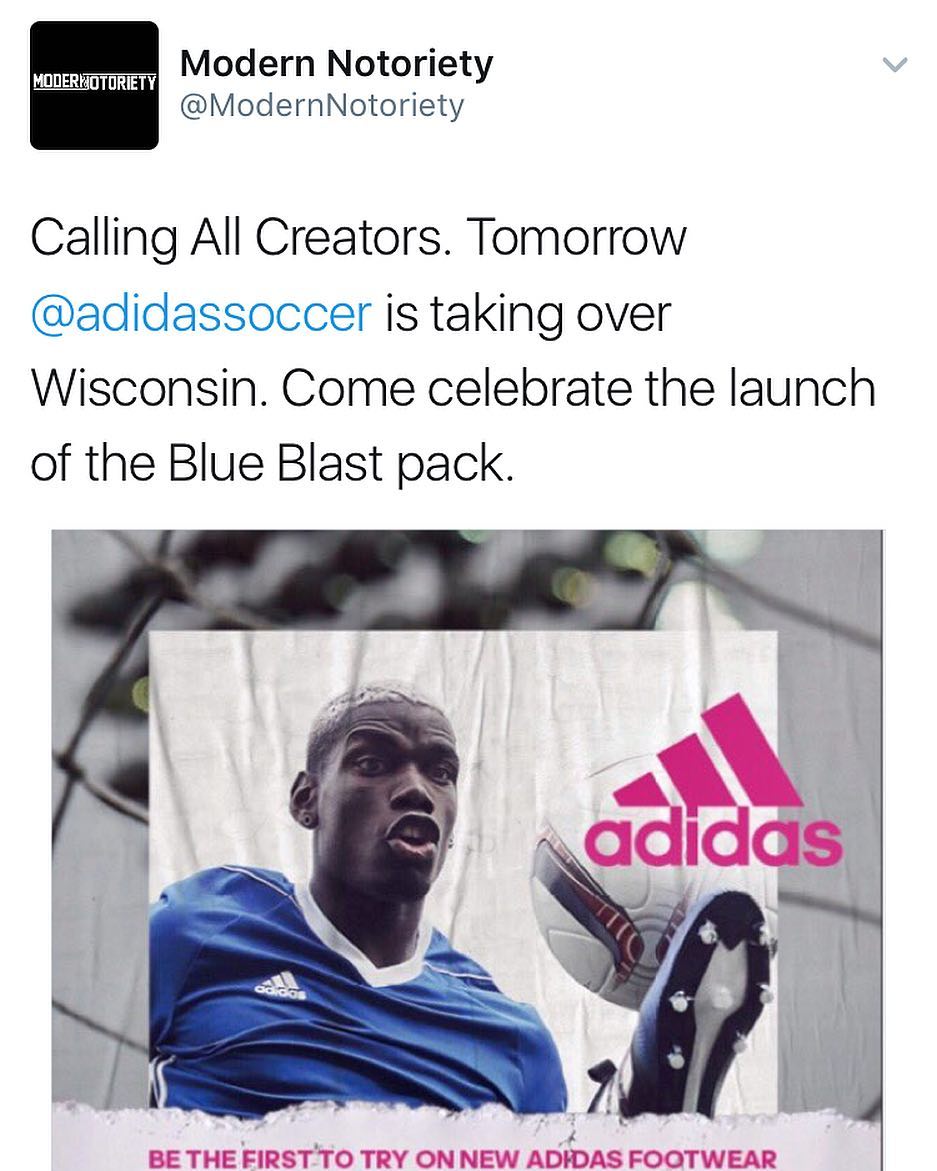 MODERNNOTORIETY
Modern Notoriety
@ModernNotoriety
Calling All Creators. Tomorrow
@adidassoccer is taking over
Wisconsin. Come celebrate the launch
of the Blue Blast pack.
adidas
adidas
BE THE FIRST TO TRY ON NEW ADIDAS FOOTWEAR